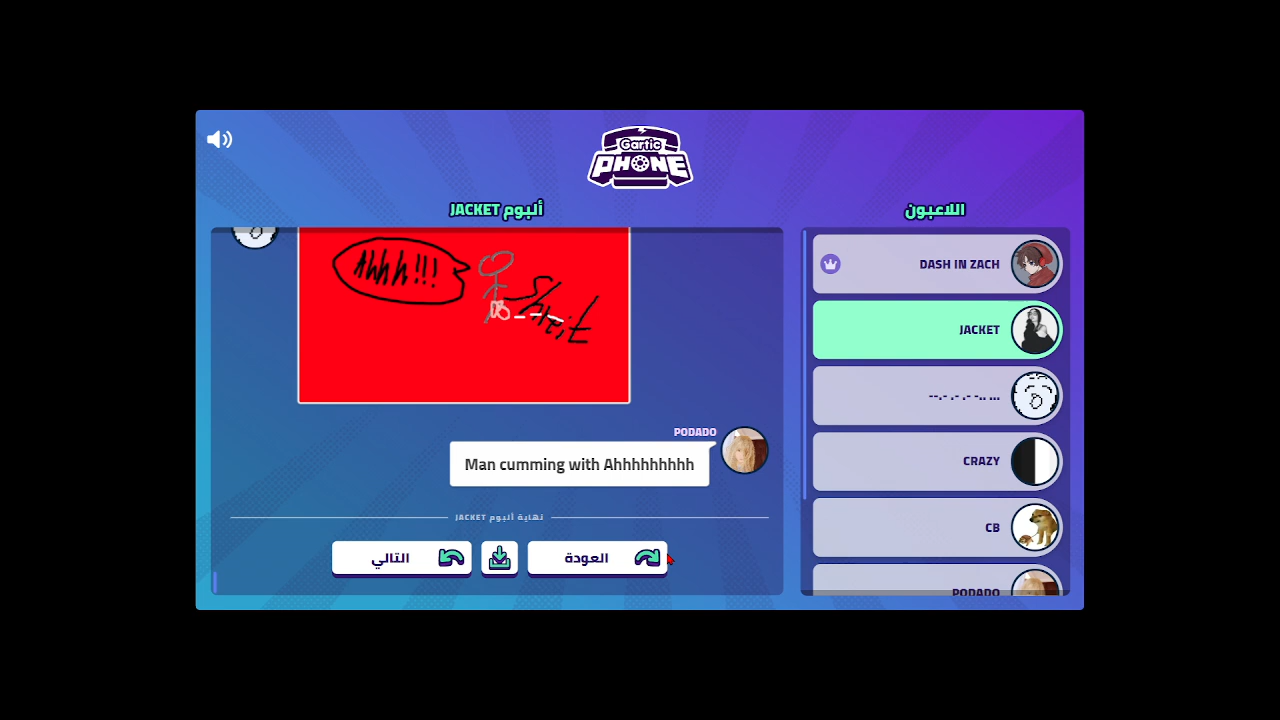 Gartic
PHONE
ألبوم JACKET
اللاعبون
Ahhh!!!
DASH IN ZACH
JACKET
--.- .- .- -.. ...
CRAZY
CB
PODADO
PODADO
Man cumming with Ahhhhhhhhh
نهاية ألبوم JACKET
التالي
العودة